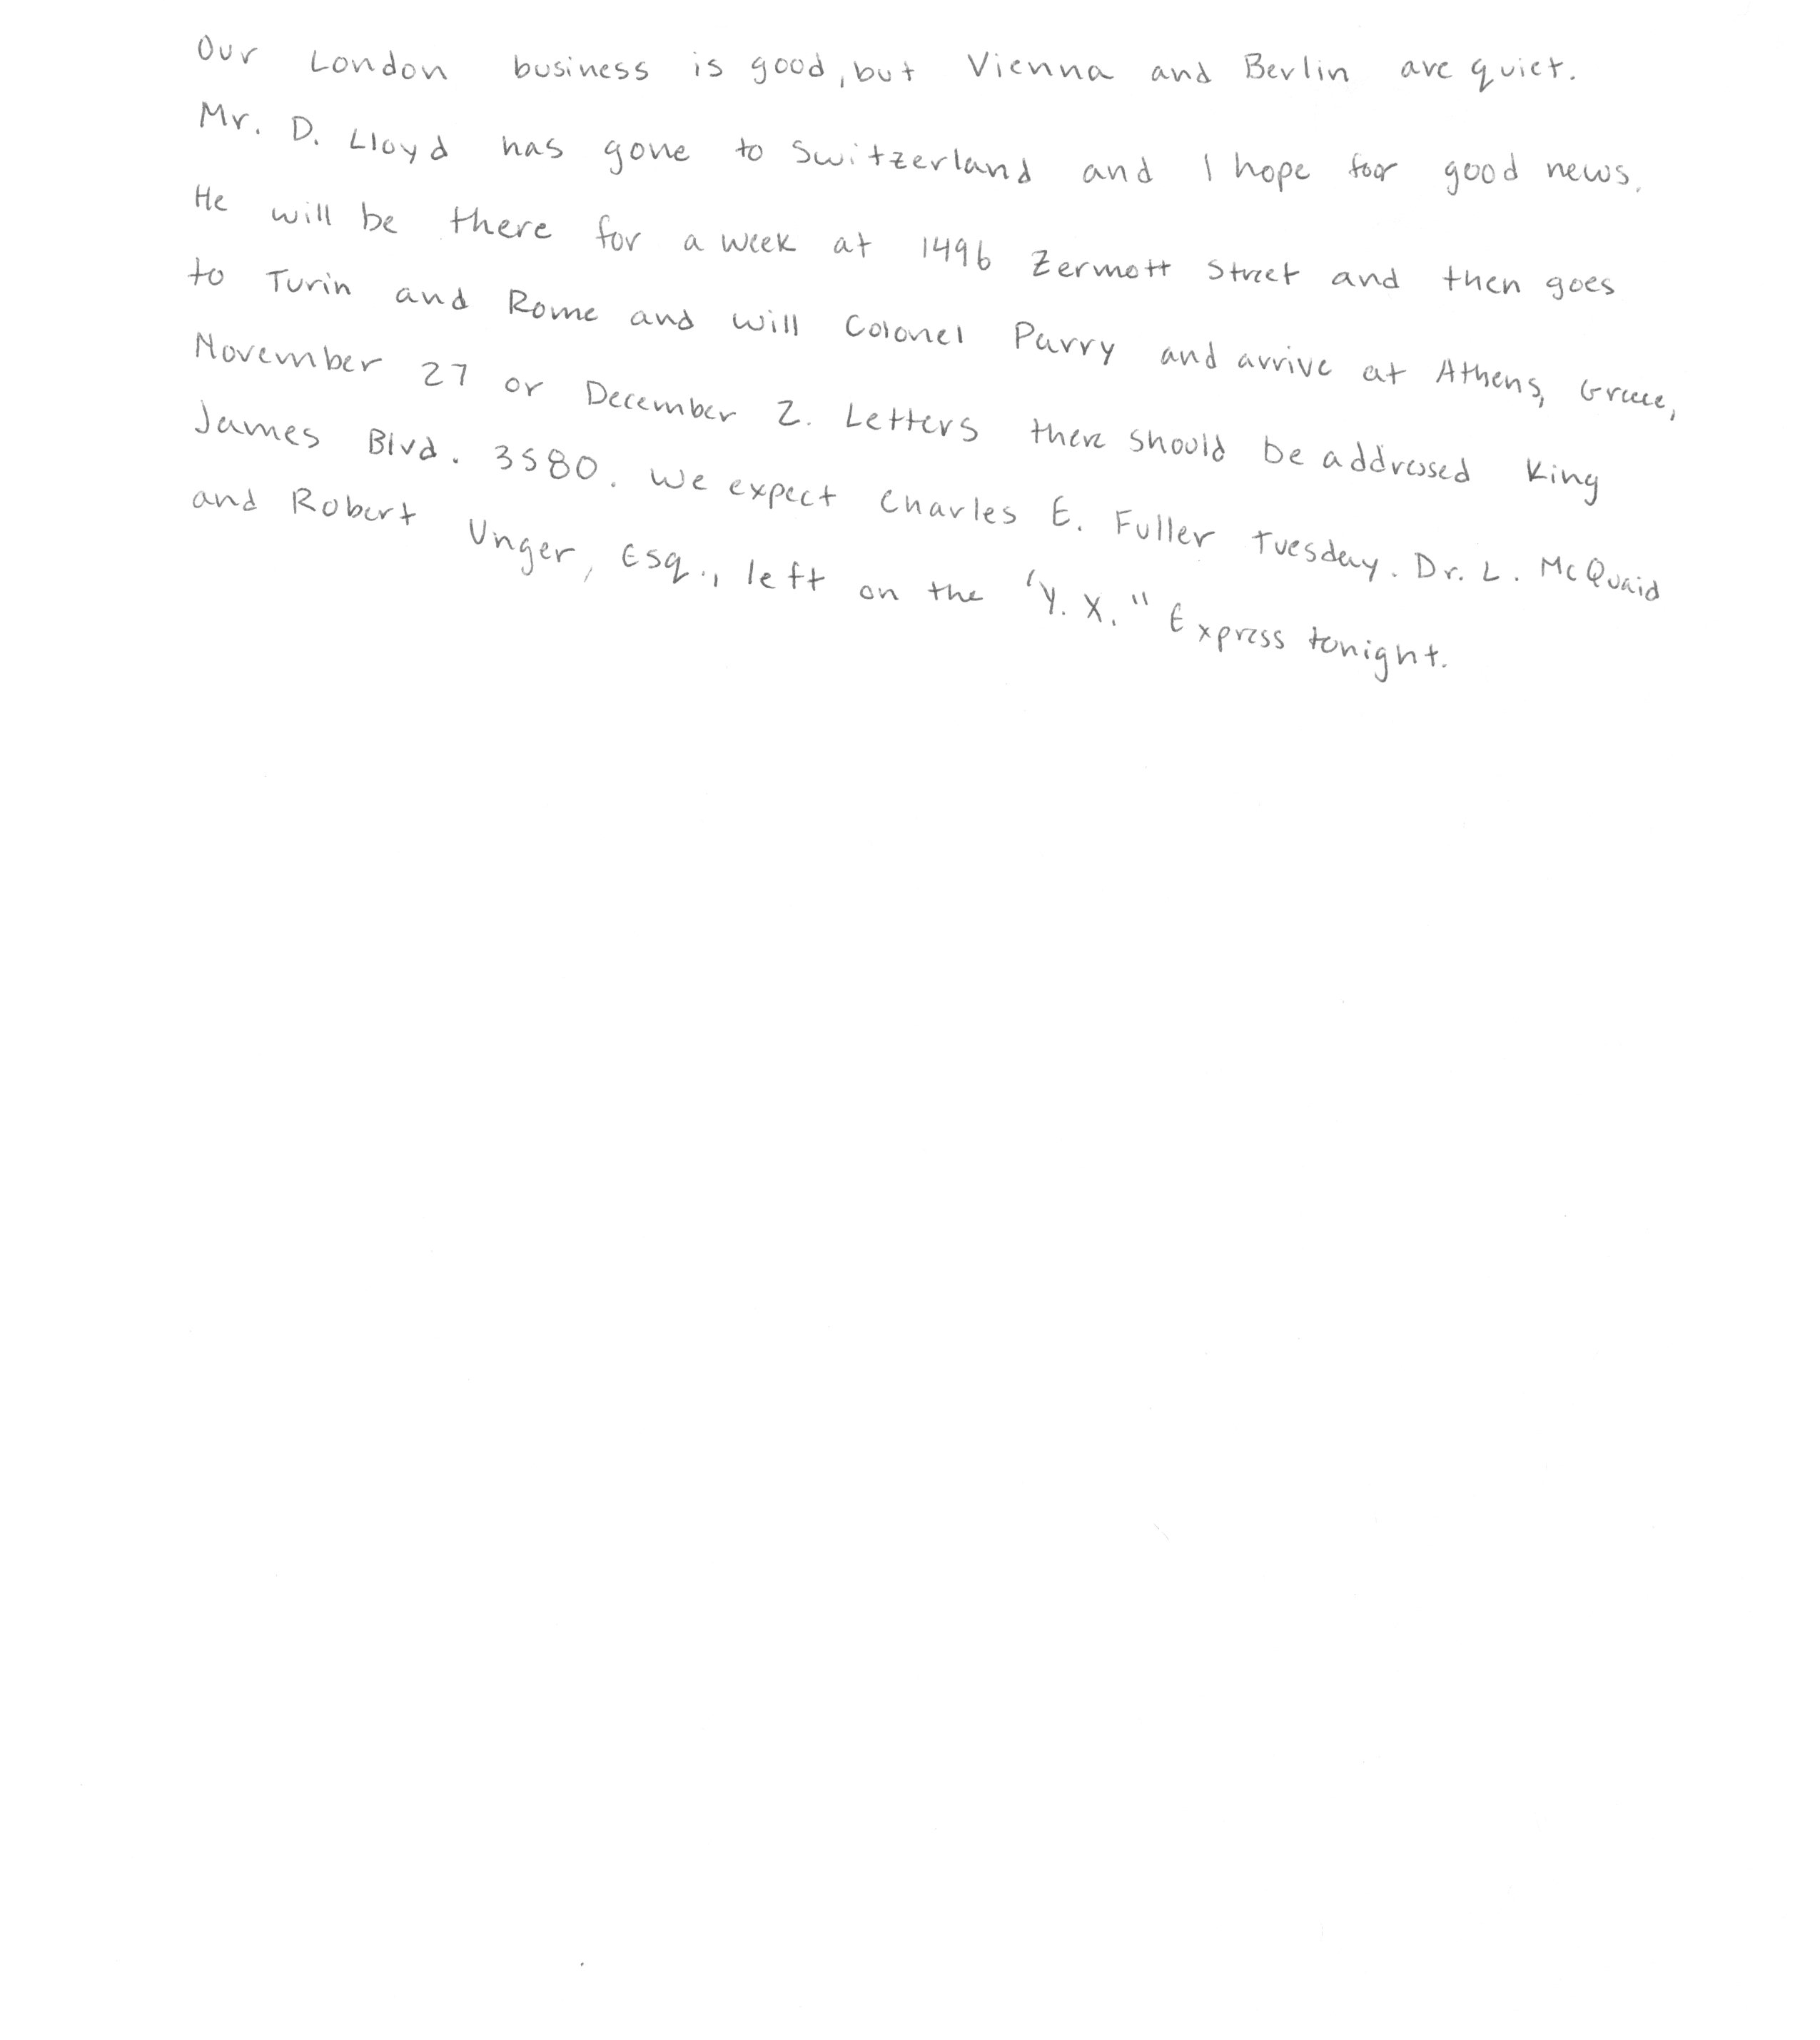 Our London business is good, but Vienna and Berlin are quiet.
Mr. D. Lloyd has gone to Switzerland and I hope for good news.
He will be there for a week at 1496 Zermott Street and then goes
to Turin and Rome and will Colonel Parry and arrive at Athens, Greece,
November 27 or December 2. Letters there should be addressed King
James Blvd. 3580. We expect Charles E. Fuller Tuesday. Dr. L. McQuaid
and Robert Unger, Esq., left on the "Y. X." Express tonight.